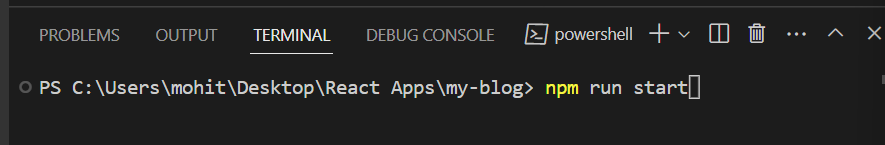 PROBLEMS OUTPUT TERMINAL DEBUG CONSOLE powershell
PS C:\Users\mohit\Desktop\React Apps\my-blog> npm run start